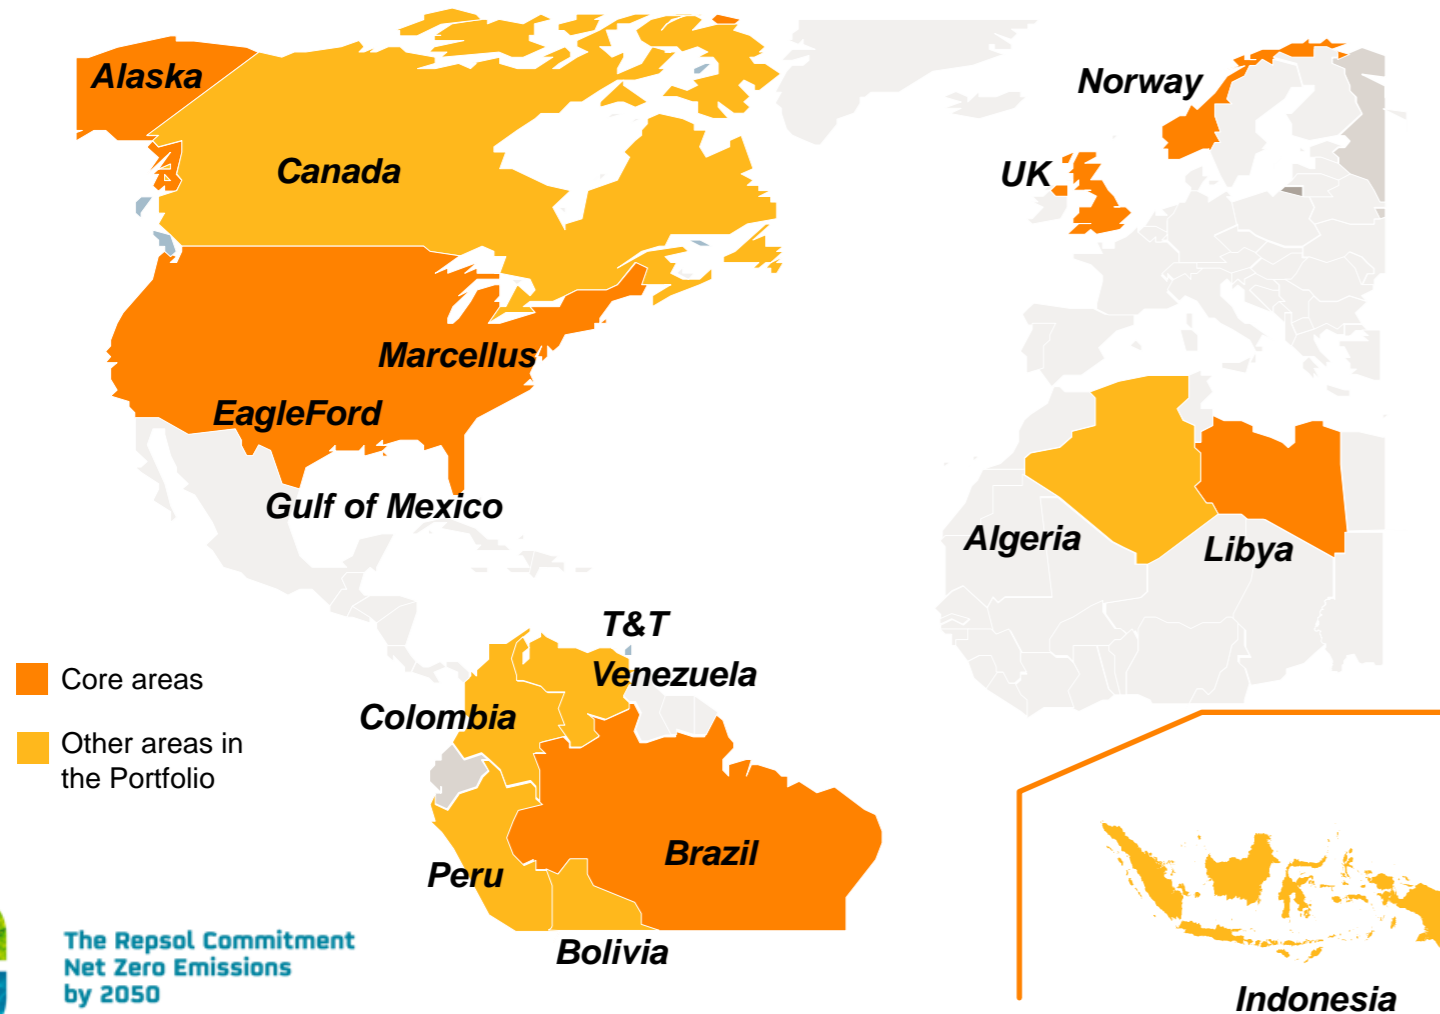 Alaska
Canada
Norway
UK
Marcellus
EagleFord
Gulf of Mexico
Algeria
Libya
T&T
Venezuela
Colombia
Core areas
Other areas in
the Portfolio
Brazil
Peru
Bolivia
The Repsol Commitment
Net Zero Emissions
by 2050
Indonesia